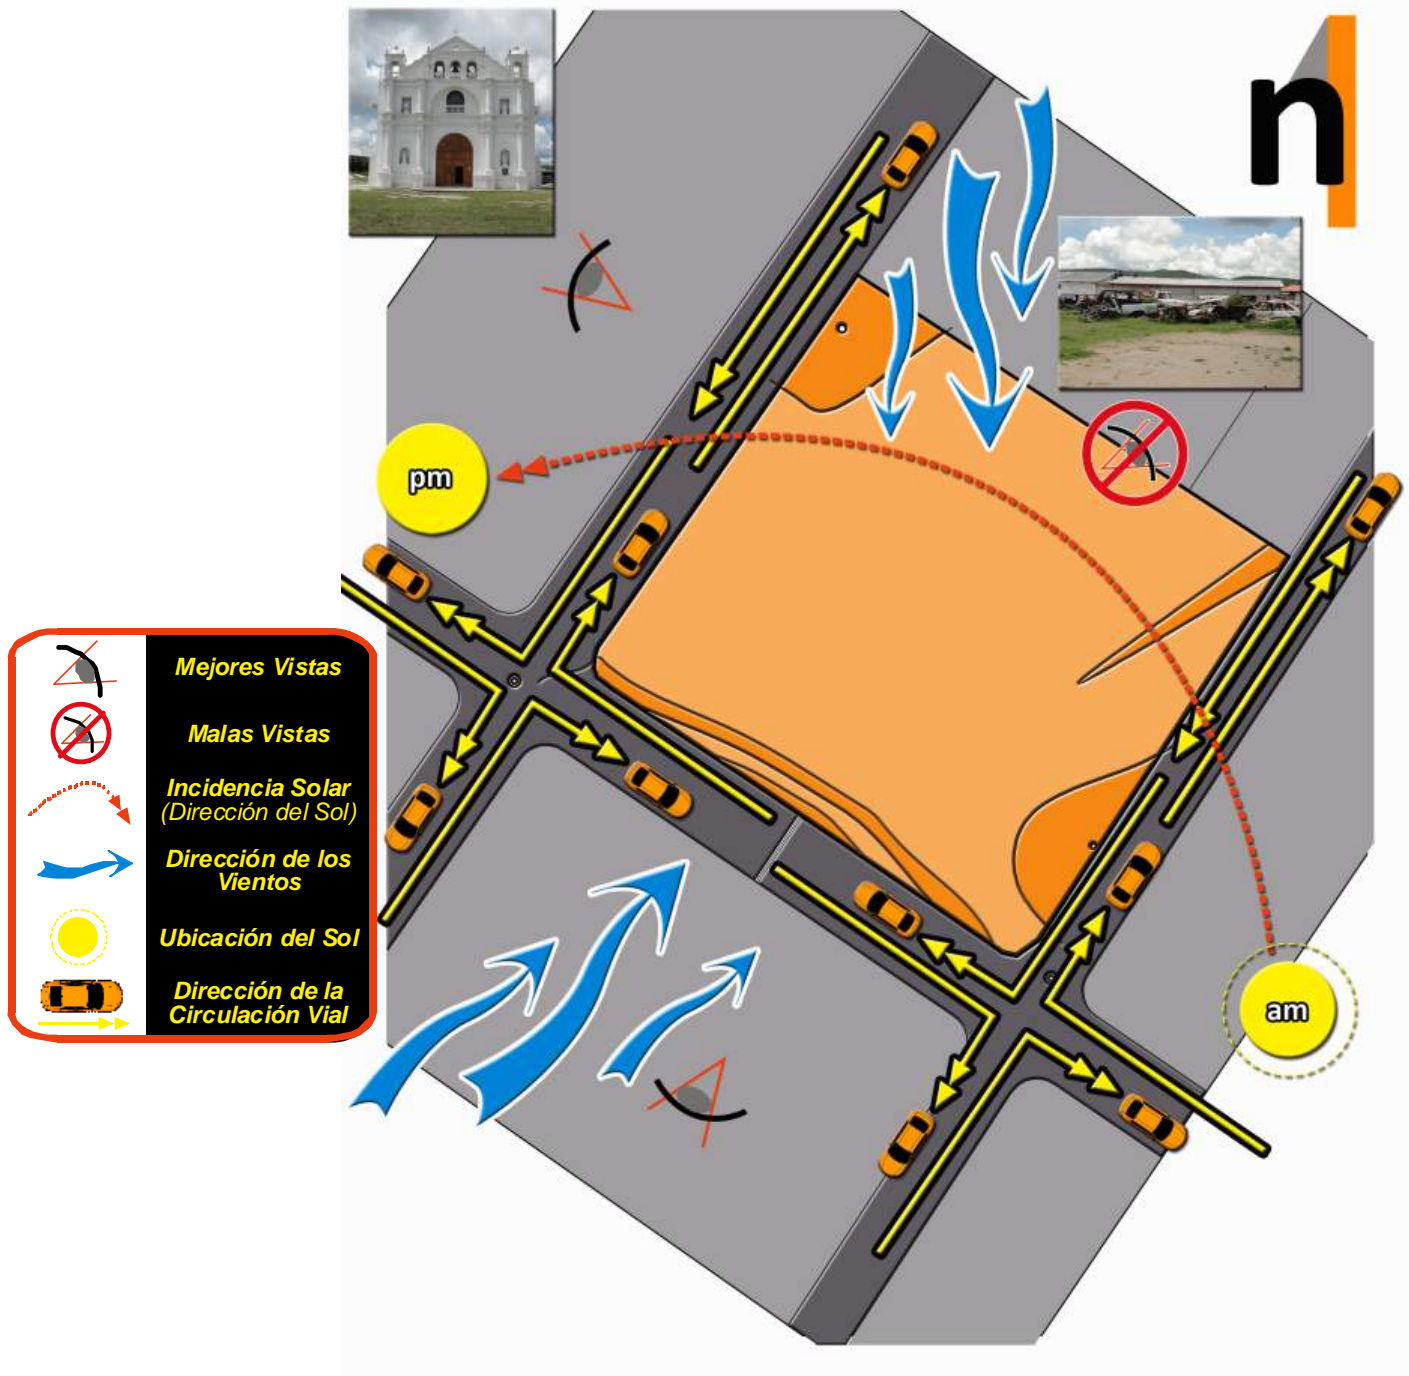 n
pm
am
Mejores Vistas
Malas Vistas
Incidencia Solar
(Dirección del Sol)
Dirección de los
Vientos
Ubicación del Sol
Dirección de la
Circulación Vial